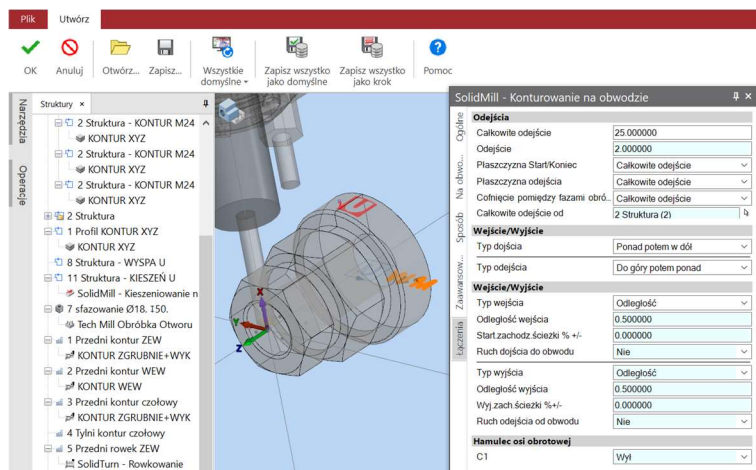 Plik Utwórz
OK Anuluj Otwórz... Zapisz... Wszystkie domyślne Zapisz wszystko jako domyślne Zapisz wszystko jako krok Pomoc
Narzędzia
Operacje
Struktury ×
2 Struktura - KONTUR M24
KONTUR XYZ
2 Struktura - KONTUR M24
KONTUR XYZ
2 Struktura - KONTUR M24
KONTUR XYZ
2 Struktura
1 Profil KONTUR XYZ
KONTUR XYZ
8 Struktura - WYSPA U
11 Struktura - KIESZEŃ U
SolidMill - Kieszeniowanie n
7 sfazowanie Ø18. ↧50.
Tech Mill Obróbka Otworu
1 Przedni kontur ZEW
KONTUR ZGRUBNIE+WYK
2 Przedni kontur WEW
KONTUR WEW
3 Przedni kontur czołowy
KONTUR ZGRUBNIE+WYK
4 Tylni kontur czołowy
5 Przedni rowek ZEW
SolidTurn - Rowkowanie
X
Y
Z
SolidMill - Konturowanie na obwodzie
Ogólne
Na obwo...
Sposób
Zaawansow...
Łączenia
Odejścia
Całkowite odejście 25.000000
Odejście 2.000000
Płaszczyzna Start/Koniec Całkowite odejście
Płaszczyzna odejścia Całkowite odejście
Cofnięcie pomiędzy fazami obró... Całkowite odejście
Całkowite odejście od 2 Struktura (2)
Wejście/Wyjście
Typ dojścia Ponad potem w dół
Typ odejścia Do góry potem ponad
Wejście/Wyjście
Typ wejścia Odległość
Odległość wejścia 0.500000
Start.zachodz.ścieżki % +/- 0.000000
Ruch dojścia do obwodu Nie
Typ wyjścia Odległość
Odległość wyjścia 0.500000
Wyj.zach.ścieżki %+/- 0.000000
Ruch odejścia od obwodu Nie
Hamulec osi obrotowej
C1 Wył